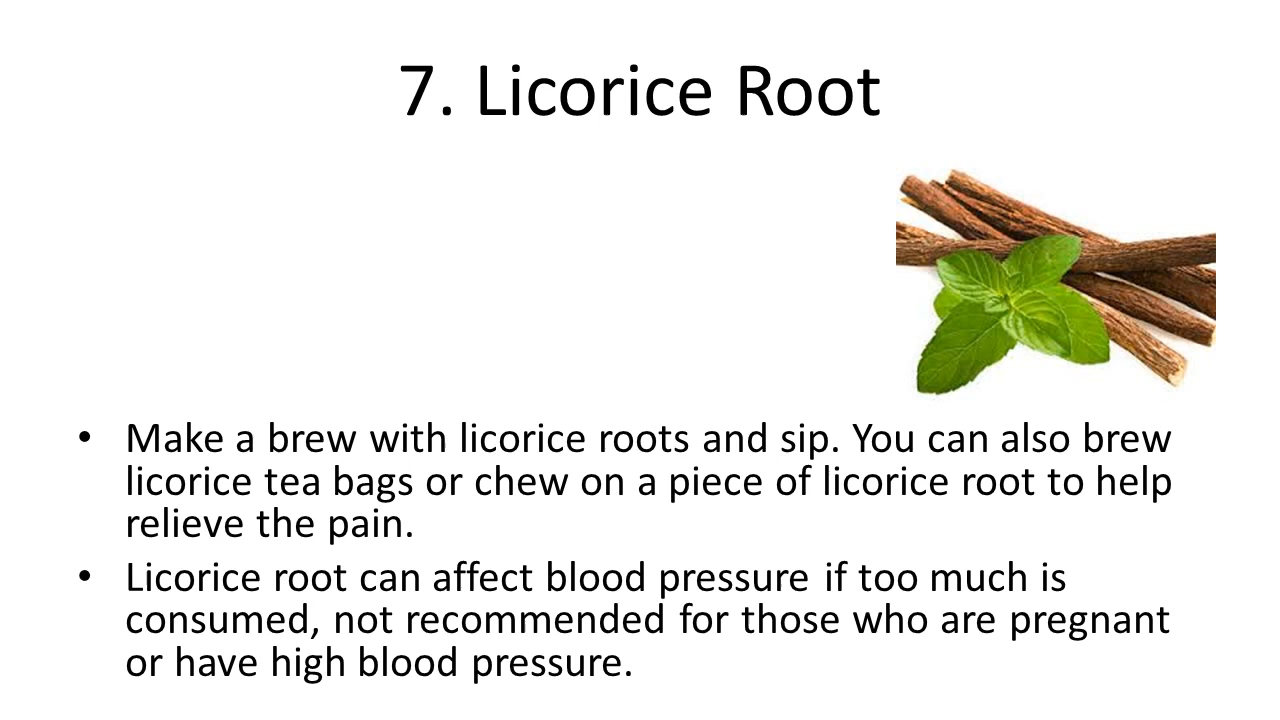 7. Licorice Root
• Make a brew with licorice roots and sip. You can also brew
licorice tea bags or chew on a piece of licorice root to help
relieve the pain.
• Licorice root can affect blood pressure if too much is
consumed, not recommended for those who are pregnant
or have high blood pressure.